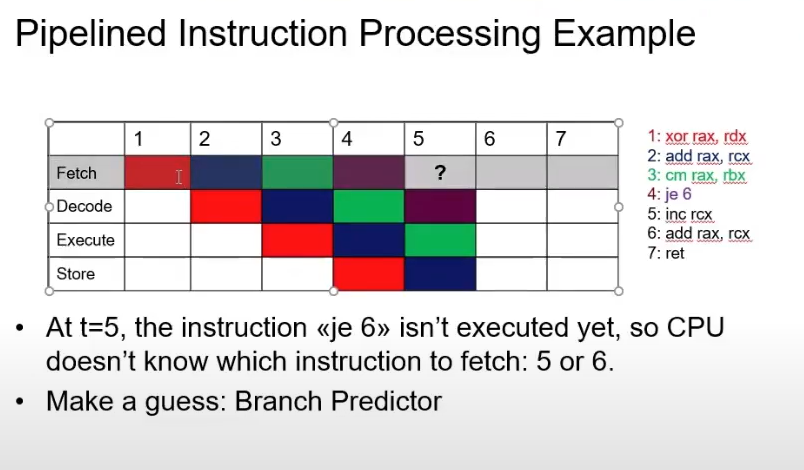 Pipelined Instruction Processing Example
1 2 3 4 5 6 7
Fetch ?
Decode
Execute
Store
1: xor rax, rdx
2: add rax, rcx
3: cm rax, rbx
4: je 6
5: inc rcx
6: add rax, rcx
7: ret
• At t=5, the instruction «je 6» isn’t executed yet, so CPU
doesn’t know which instruction to fetch: 5 or 6.
• Make a guess: Branch Predictor